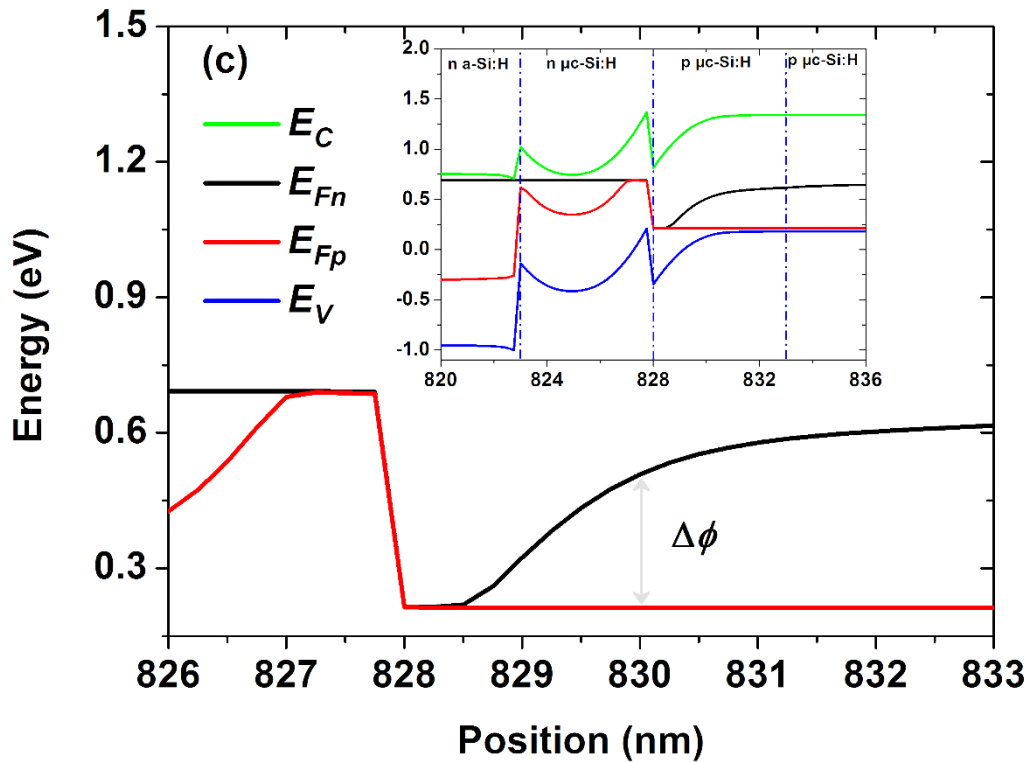 (c)
E_C
E_Fn
E_Fp
E_V
n a-Si:H n μc-Si:H p μc-Si:H p μc-Si:H
2.0
1.5
1.0
0.5
0.0
-0.5
-1.0
820 824 828 832 836
1.5
1.2
0.9
0.6
0.3
Energy (eV)
Δϕ
826 827 828 829 830 831 832 833
Position (nm)